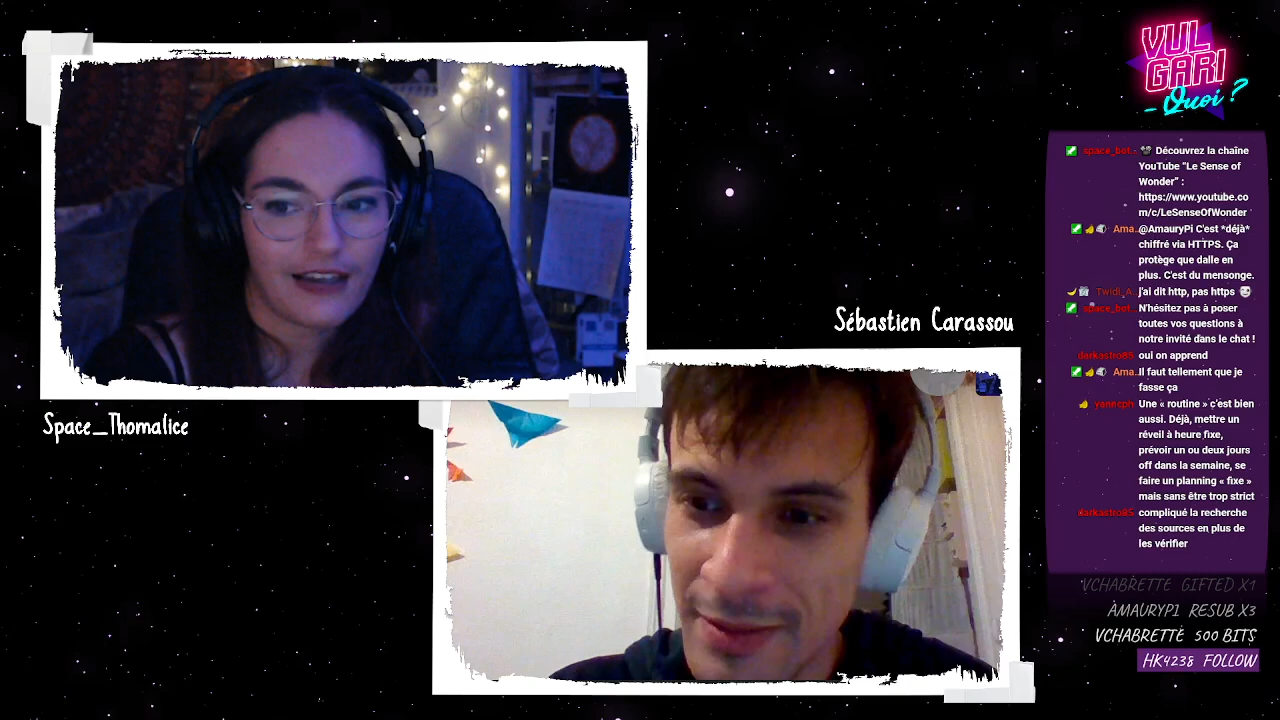 VUL
GARI
-Quoi ?
Sébastien Carassou
Space_Thomalice
space_bot: Découvrez la chaîne
YouTube "Le Sense of
Wonder" :
https://www.youtube.co
m/c/LeSenseOfWonder
Ama... @AmauryPi C'est *déjà*
chiffré via HTTPS. Ça
protège que dalle en
plus. C'est du mensonge.
Twidi_A... j'ai dit http, pas https
space_bot: N'hésitez pas à poser
toutes vos questions à
notre invité dans le chat !
darkastro85: oui on apprend
Ama... Il faut tellement que je
fasse ça
yanncph: Une « routine » c'est bien
aussi. Déjà, mettre un
réveil à heure fixe,
prévoir un ou deux jours
off dans la semaine, se
faire un planning « fixe »
mais sans être trop strict
darkastro85: compliqué la recherche
des sources en plus de
les vérifier
VCHABRETTE GIFTED X1
AMAURYPI RESUB X3
VCHABRETTE 500 BITS
HK4238 FOLLOW